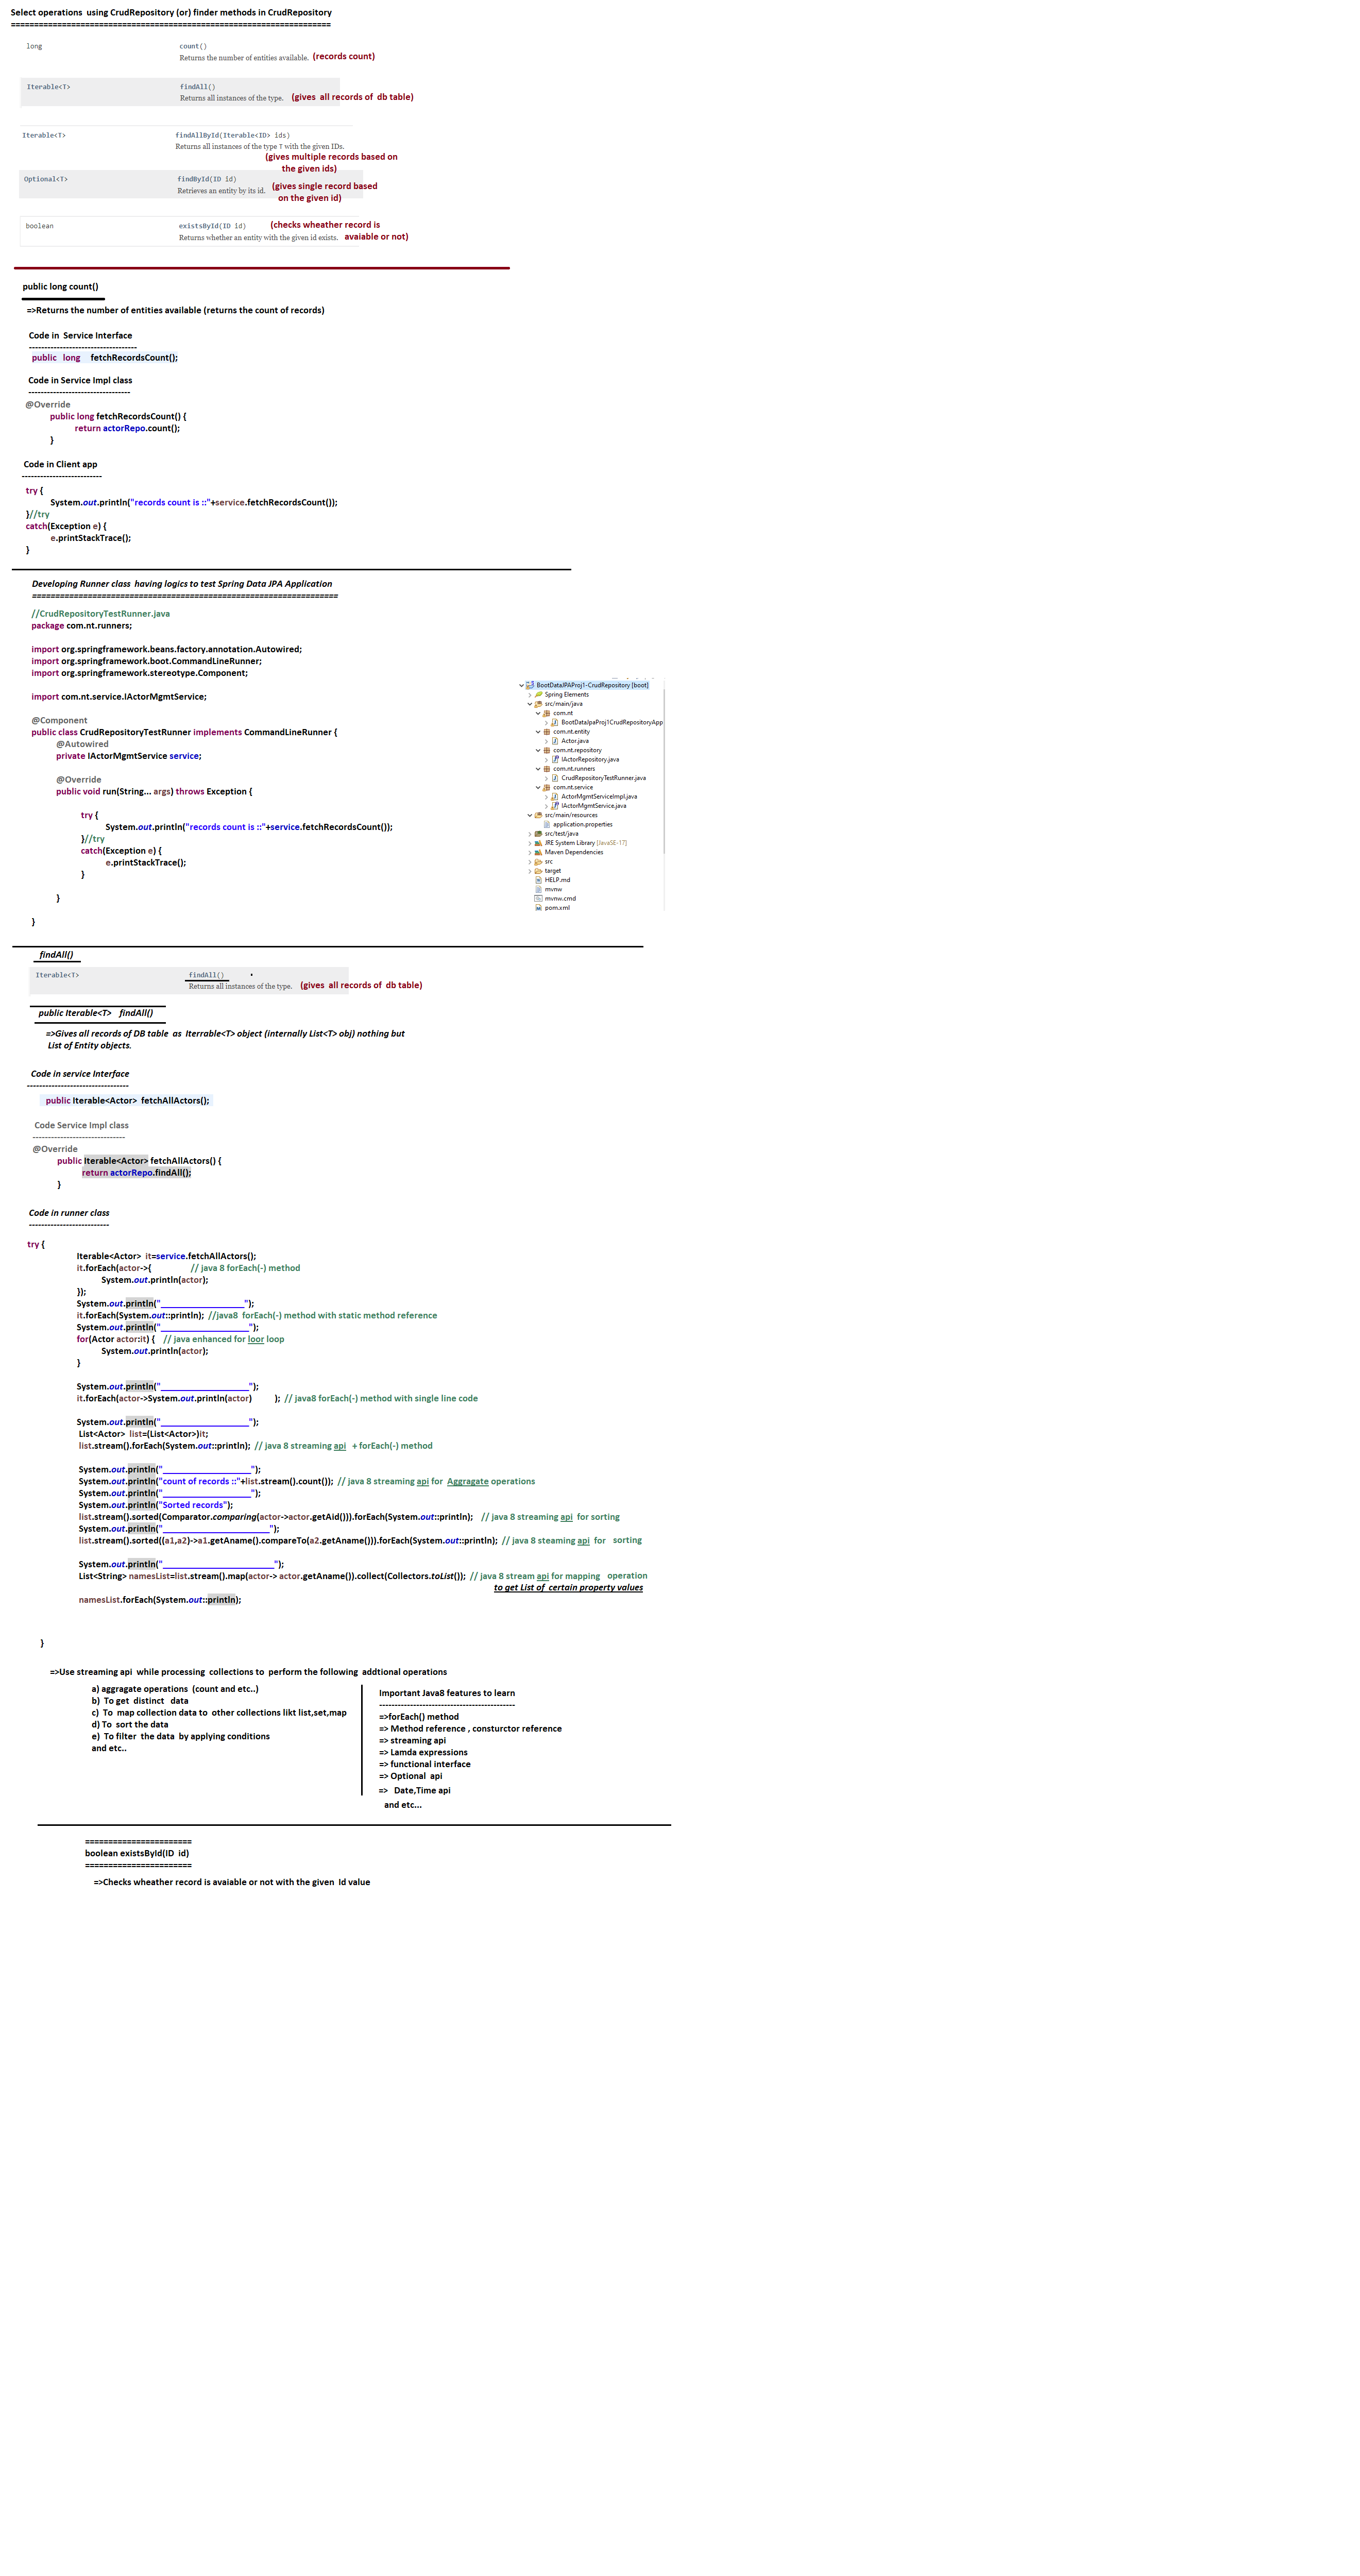 Select operations  using CrudRepository (or) finder methods in CrudRepository
=====================================================================
long count()
Returns the number of entities available. (records count)
Iterable<T> findAll()
Returns all instances of the type. (gives  all records of  db table)
Iterable<T> findAllById(Iterable<ID> ids)
Returns all instances of the type T with the given IDs.
(gives multiple records based on
the given ids)
Optional<T> findById(ID id)
Retrieves an entity by its id. (gives single record based
on the given id)
boolean existsById(ID id) (checks wheather record is
Returns whether an entity with the given id exists. avaiable or not)
public long count()
=>Returns the number of entities available (returns the count of records)
Code in  Service Interface
-----------------------------------
public  long   fetchRecordsCount();
Code in Service Impl class
---------------------------------
@Override
public long fetchRecordsCount() {
return actorRepo.count();
}
Code in Client app
--------------------------
try {
System.out.println("records count is ::"+service.fetchRecordsCount());
}//try
catch(Exception e) {
e.printStackTrace();
}
Developing Runner class  having logics to test Spring Data JPA Application
==================================================================
//CrudRepositoryTestRunner.java
package com.nt.runners;
import org.springframework.beans.factory.annotation.Autowired;
import org.springframework.boot.CommandLineRunner;
import org.springframework.stereotype.Component;
import com.nt.service.IActorMgmtService;
@Component
public class CrudRepositoryTestRunner implements CommandLineRunner {
@Autowired
private IActorMgmtService service;
@Override
public void run(String... args) throws Exception {
try {
System.out.println("records count is ::"+service.fetchRecordsCount());
}//try
catch(Exception e) {
e.printStackTrace();
}
}
}
BootDataJPAProj1-CrudRepository [boot]
Spring Elements
src/main/java
com.nt
BootDataJpaProj1CrudRepositoryApp
com.nt.entity
Actor.java
com.nt.repository
IActorRepository.java
com.nt.runners
CrudRepositoryTestRunner.java
com.nt.service
ActorMgmtServiceImpl.java
IActorMgmtService.java
src/main/resources
application.properties
src/test/java
JRE System Library [JavaSE-17]
Maven Dependencies
src
target
HELP.md
mvnw
mvnw.cmd
pom.xml
findAll()
Iterable<T> findAll()
Returns all instances of the type. (gives  all records of  db table)
public Iterable<T>   findAll()
=>Gives all records of DB table  as  Iterrable<T> object (internally List<T> obj) nothing but
List of Entity objects.
Code in service Interface
---------------------------------
public Iterable<Actor>  fetchAllActors();
Code Service Impl class
------------------------------
@Override
public Iterable<Actor> fetchAllActors() {
return actorRepo.findAll();
}
Code in runner class
--------------------------
try {
Iterable<Actor>  it=service.fetchAllActors();
it.forEach(actor->{ // java 8 forEach(-) method
System.out.println(actor);
});
System.out.println("___________________");
it.forEach(System.out::println);  //java8  forEach(-) method with static method reference
System.out.println("____________________");
for(Actor actor:it) {   // java enhanced for loor loop
System.out.println(actor);
}
System.out.println("____________________");
it.forEach(actor->System.out.println(actor) );  // java8 forEach(-) method with single line code
System.out.println("____________________");
List<Actor>  list=(List<Actor>)it;
list.stream().forEach(System.out::println);  // java 8 streaming api  + forEach(-) method
System.out.println("____________________");
System.out.println("count of records ::"+list.stream().count());  // java 8 streaming api for  Aggragate operations
System.out.println("____________________");
System.out.println("Sorted records");
list.stream().sorted(Comparator.comparing(actor->actor.getAid())).forEach(System.out::println);   // java 8 streaming api  for sorting
System.out.println("________________________");
list.stream().sorted((a1,a2)->a1.getAname().compareTo(a2.getAname())).forEach(System.out::println);  // java 8 steaming api  for   sorting
System.out.println("_________________________");
List<String> namesList=list.stream().map(actor-> actor.getAname()).collect(Collectors.toList());  // java 8 stream api for mapping   operation
to get List of  certain property values
namesList.forEach(System.out::println);
}
=>Use streaming api  while processing  collections to  perform the following  addtional operations
a) aggragate operations  (count and etc..)
b)  To get  distinct   data
c)  To  map collection data to  other collections likt list,set,map
d) To  sort the data
e)  To filter  the data  by applying conditions
and etc..
Important Java8 features to learn
---------------------------------------------
=>forEach() method
=> Method reference , consturctor reference
=> streaming api
=> Lamda expressions
=> functional interface
=> Optional  api
=>   Date,Time api
and etc...
=======================
boolean existsById(ID  id)
=======================
=>Checks wheather record is avaiable or not with the given  Id value